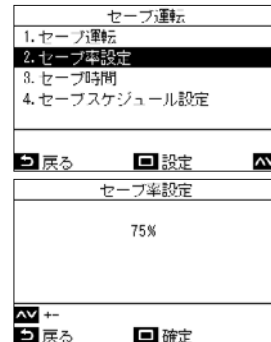 セーブ運転
1.セーブ運転
2.セーブ率設定
3.セーブ時間
4.セーブスケジュール設定
戻る 設定
セーブ率設定
75%
+-
戻る 確定